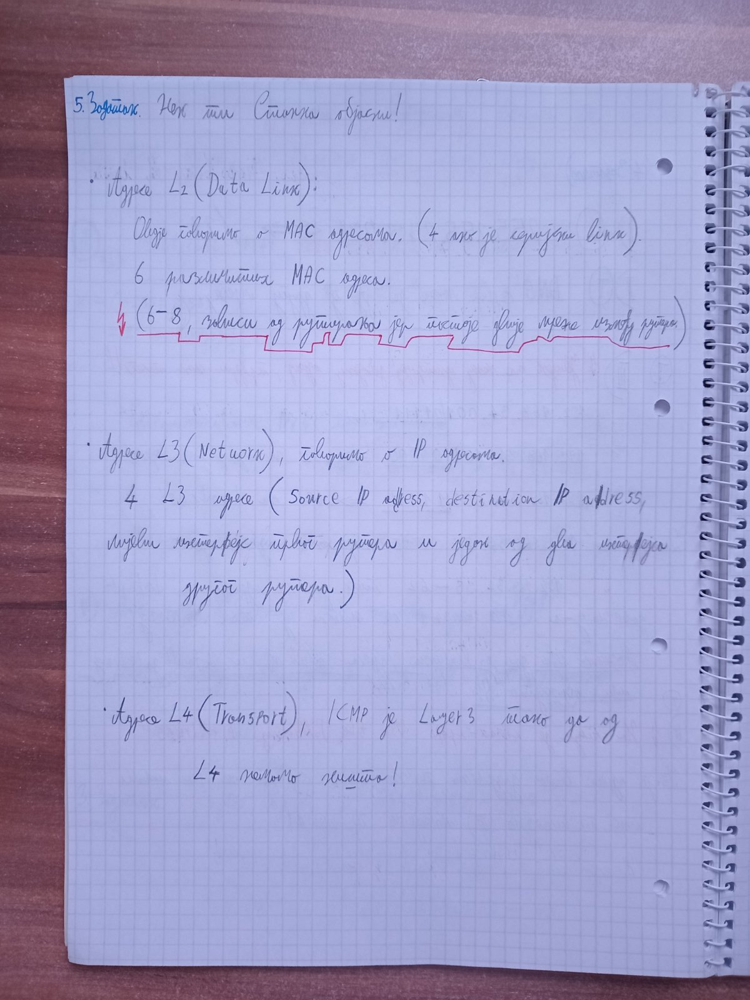 5. Задатак. Нек ти Станка објасни!
· Адресе L2 (Data Link):
Овдје говоримо о MAC адресама. (4 ако је серијски link).
6 различитих MAC адреса.
(6-8, зависи од рутирања јер постоје двије мреже између рутера.)
· Адресе L3 (Network), говоримо о IP адресама.
4 L3 адресе (Source IP address, destination IP address,
лијеви интерфејс првог рутера и један од два интерфејса
другог рутера.)
· Адресе L4 (Transport), ICMP је Layer 3 тако да од
L4 немамо ништа!